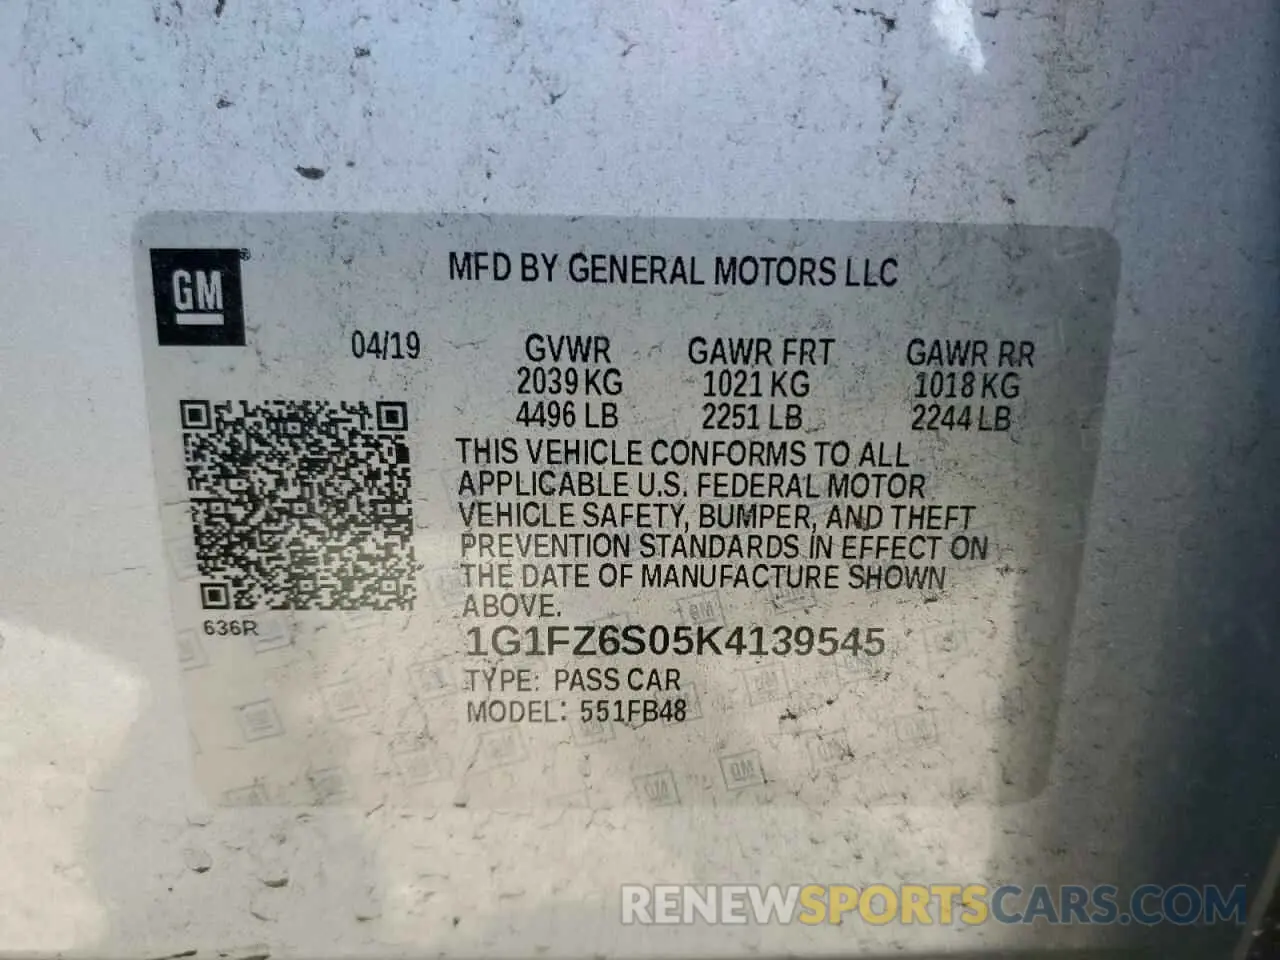 MFD BY GENERAL MOTORS LLC
GM®
04/19
GVWR GAWR FRT GAWR RR
2039 KG 1021 KG 1018 KG
4496 LB 2251 LB 2244 LB
THIS VEHICLE CONFORMS TO ALL
APPLICABLE U.S. FEDERAL MOTOR
VEHICLE SAFETY, BUMPER, AND THEFT
PREVENTION STANDARDS IN EFFECT ON
THE DATE OF MANUFACTURE SHOWN
ABOVE.
636R
1G1FZ6S05K4139545
TYPE: PASS CAR
MODEL: 551FB48
RENEWSPORTSCARS.COM